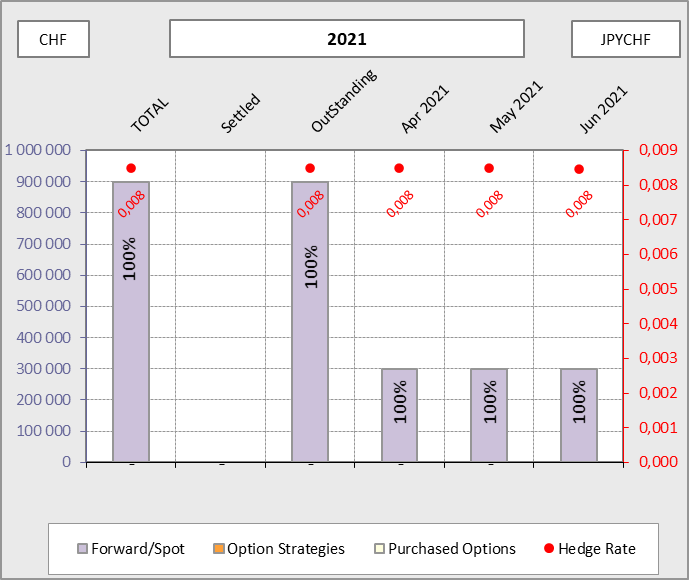 CHF
2021
JPYCHF
TOTAL
Settled
OutStanding
Apr 2021
May 2021
Jun 2021
1 000 000
900 000
800 000
700 000
600 000
500 000
400 000
300 000
200 000
100 000
0
0,009
0,008
0,007
0,006
0,005
0,004
0,003
0,002
0,001
0,000
0,008
0,008
0,008
0,008
0,008
100%
100%
100%
100%
100%
Forward/Spot
Option Strategies
Purchased Options
Hedge Rate